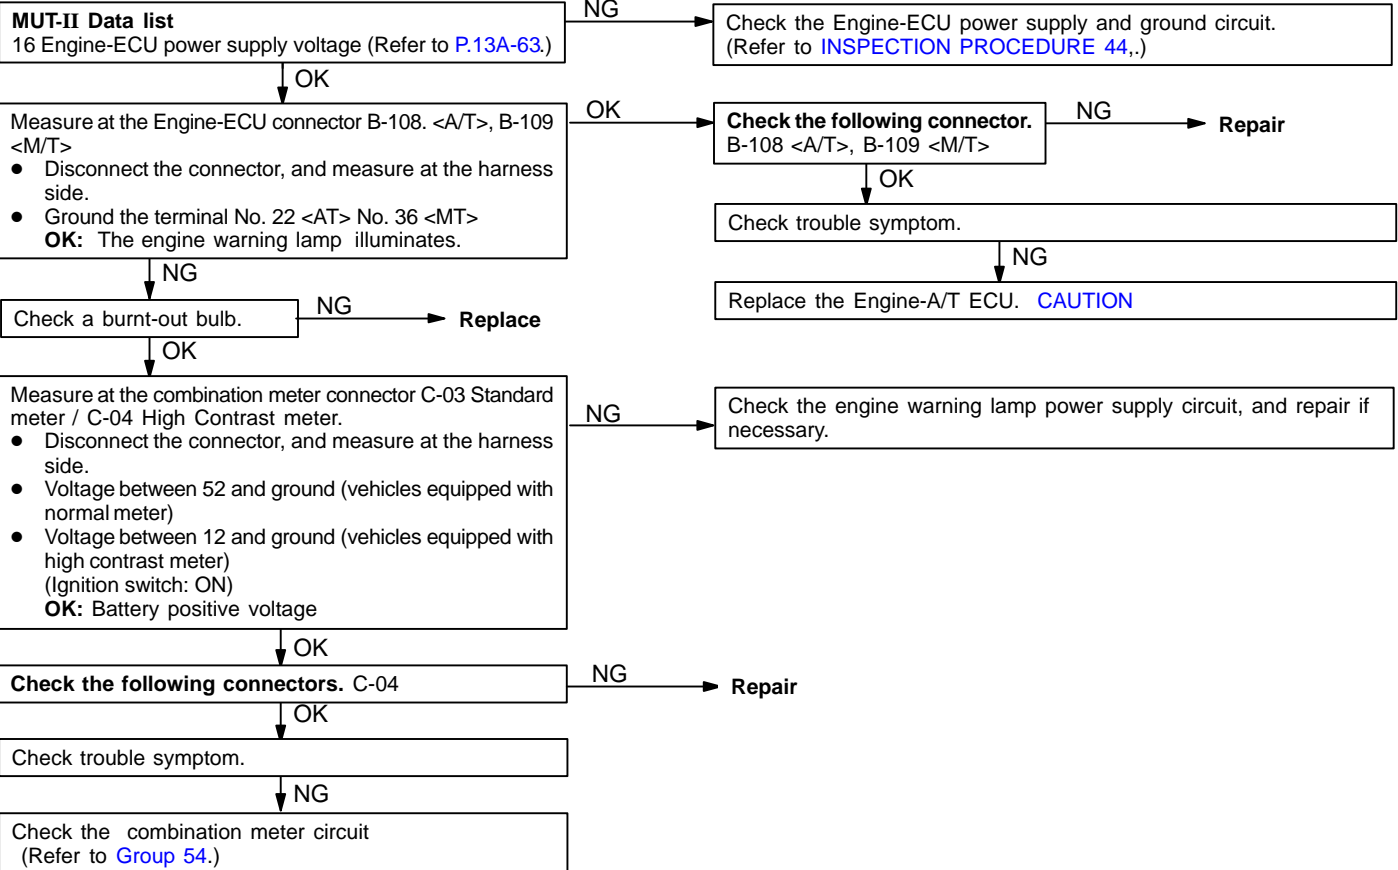 MUT-II Data list
16 Engine-ECU power supply voltage (Refer to P.13A-63.)
NG
Check the Engine-ECU power supply and ground circuit.
(Refer to INSPECTION PROCEDURE 44,.)
OK
Measure at the Engine-ECU connector B-108. <A/T>, B-109
<M/T>
● Disconnect the connector, and measure at the harness
side.
● Ground the terminal No. 22 <AT> No. 36 <MT>
OK: The engine warning lamp illuminates.
OK
Check the following connector.
B-108 <A/T>, B-109 <M/T>
NG
Repair
OK
Check trouble symptom.
NG
Replace the Engine-A/T ECU. CAUTION
NG
Check a burnt-out bulb.
NG
Replace
OK
Measure at the combination meter connector C-03 Standard
meter / C-04 High Contrast meter.
● Disconnect the connector, and measure at the harness
side.
● Voltage between 52 and ground (vehicles equipped with
normal meter)
● Voltage between 12 and ground (vehicles equipped with
high contrast meter)
(Ignition switch: ON)
OK: Battery positive voltage
NG
Check the engine warning lamp power supply circuit, and repair if
necessary.
OK
Check the following connectors. C-04
NG
Repair
OK
Check trouble symptom.
NG
Check the combination meter circuit
(Refer to Group 54.)